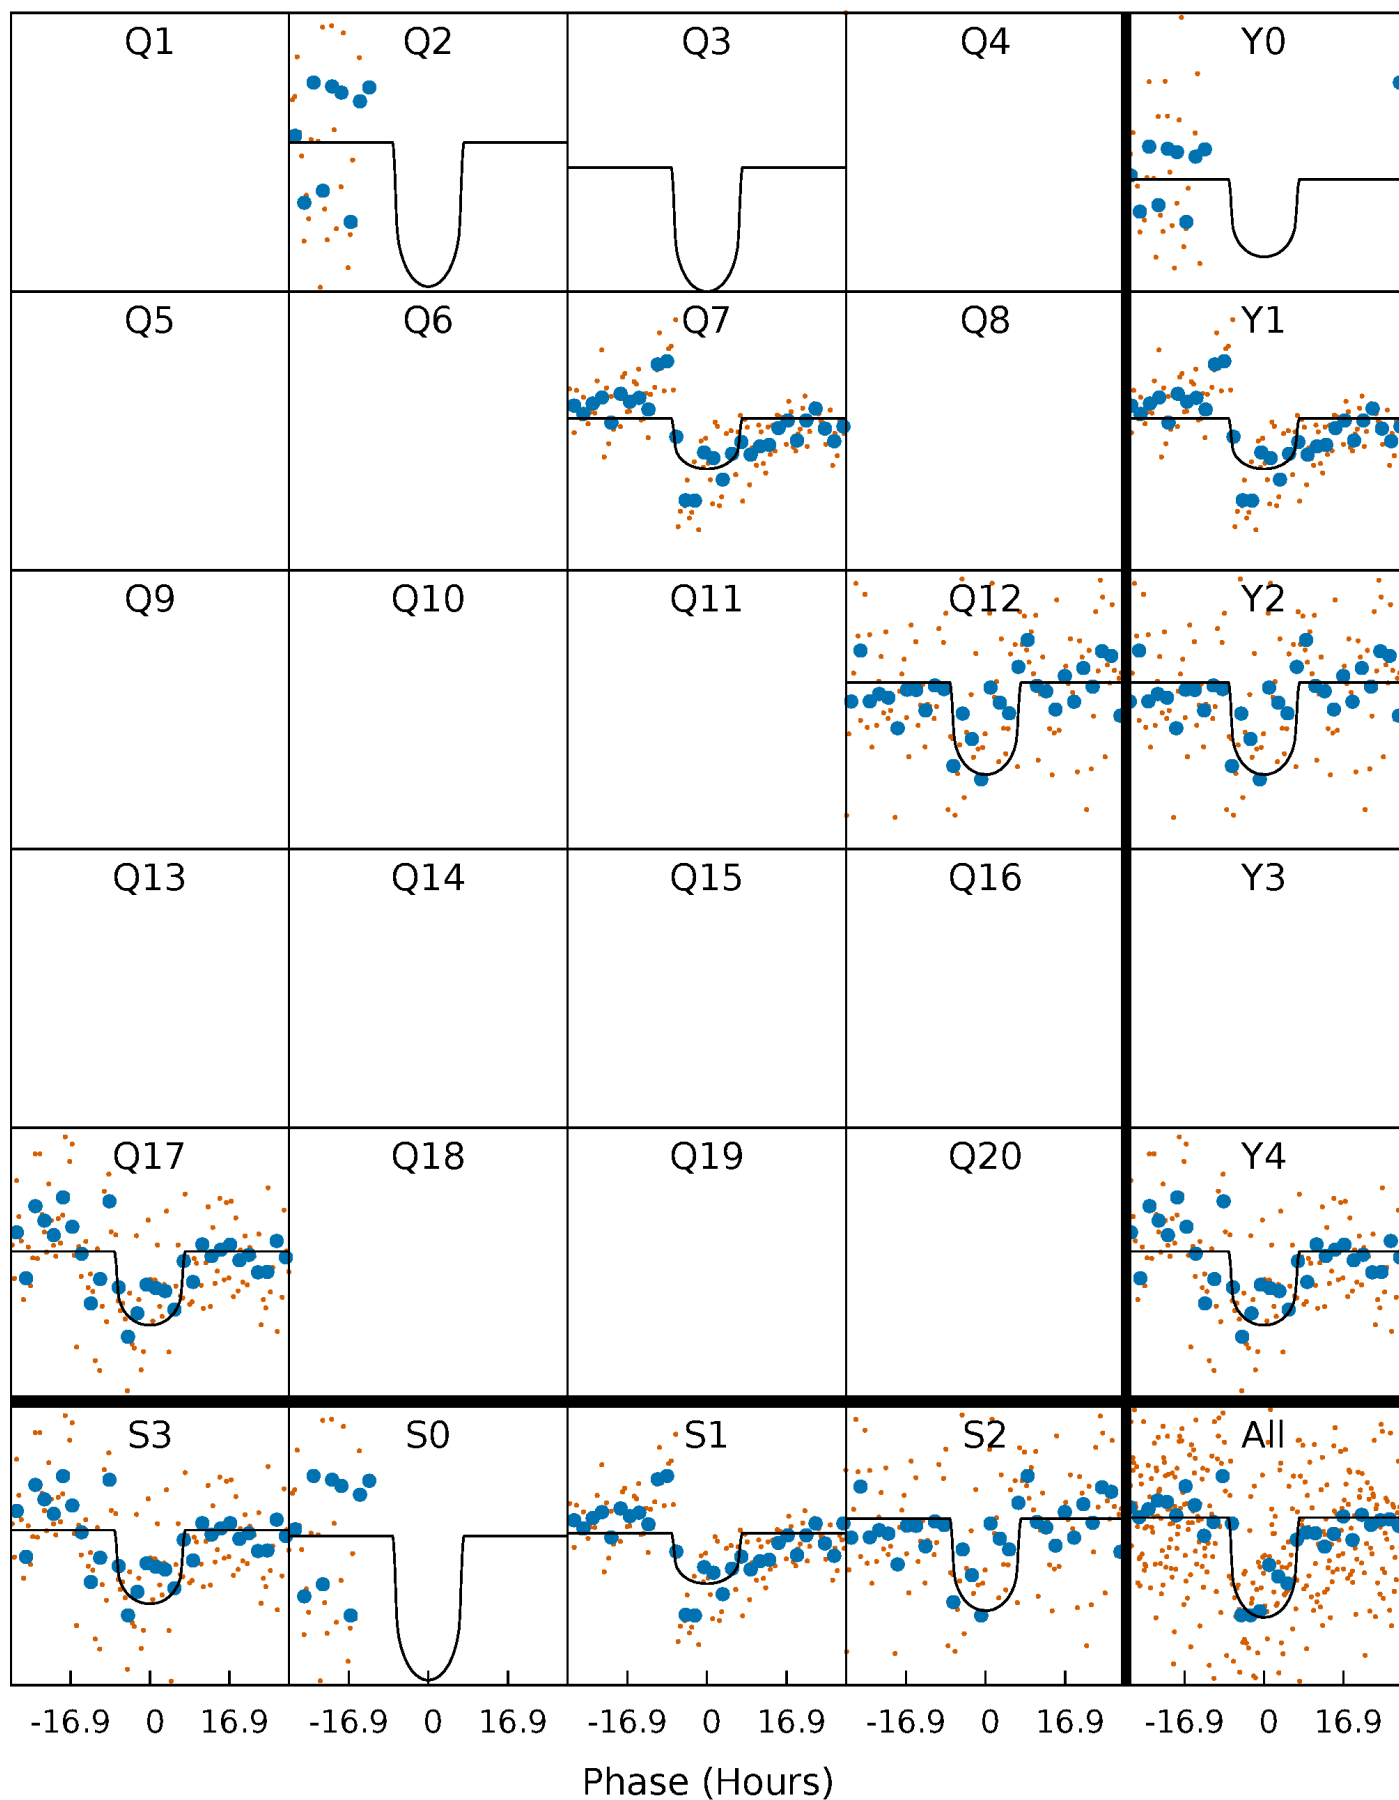 Q1 Q2 Q3 Q4 Y0
Q5 Q6 Q7 Q8 Y1
Q9 Q10 Q11 Q12 Y2
Q13 Q14 Q15 Q16 Y3
Q17 Q18 Q19 Q20 Y4
S3 S0 S1 S2 All
-16.9 0 16.9 -16.9 0 16.9 -16.9 0 16.9 -16.9 0 16.9 -16.9 0 16.9
Phase (Hours)